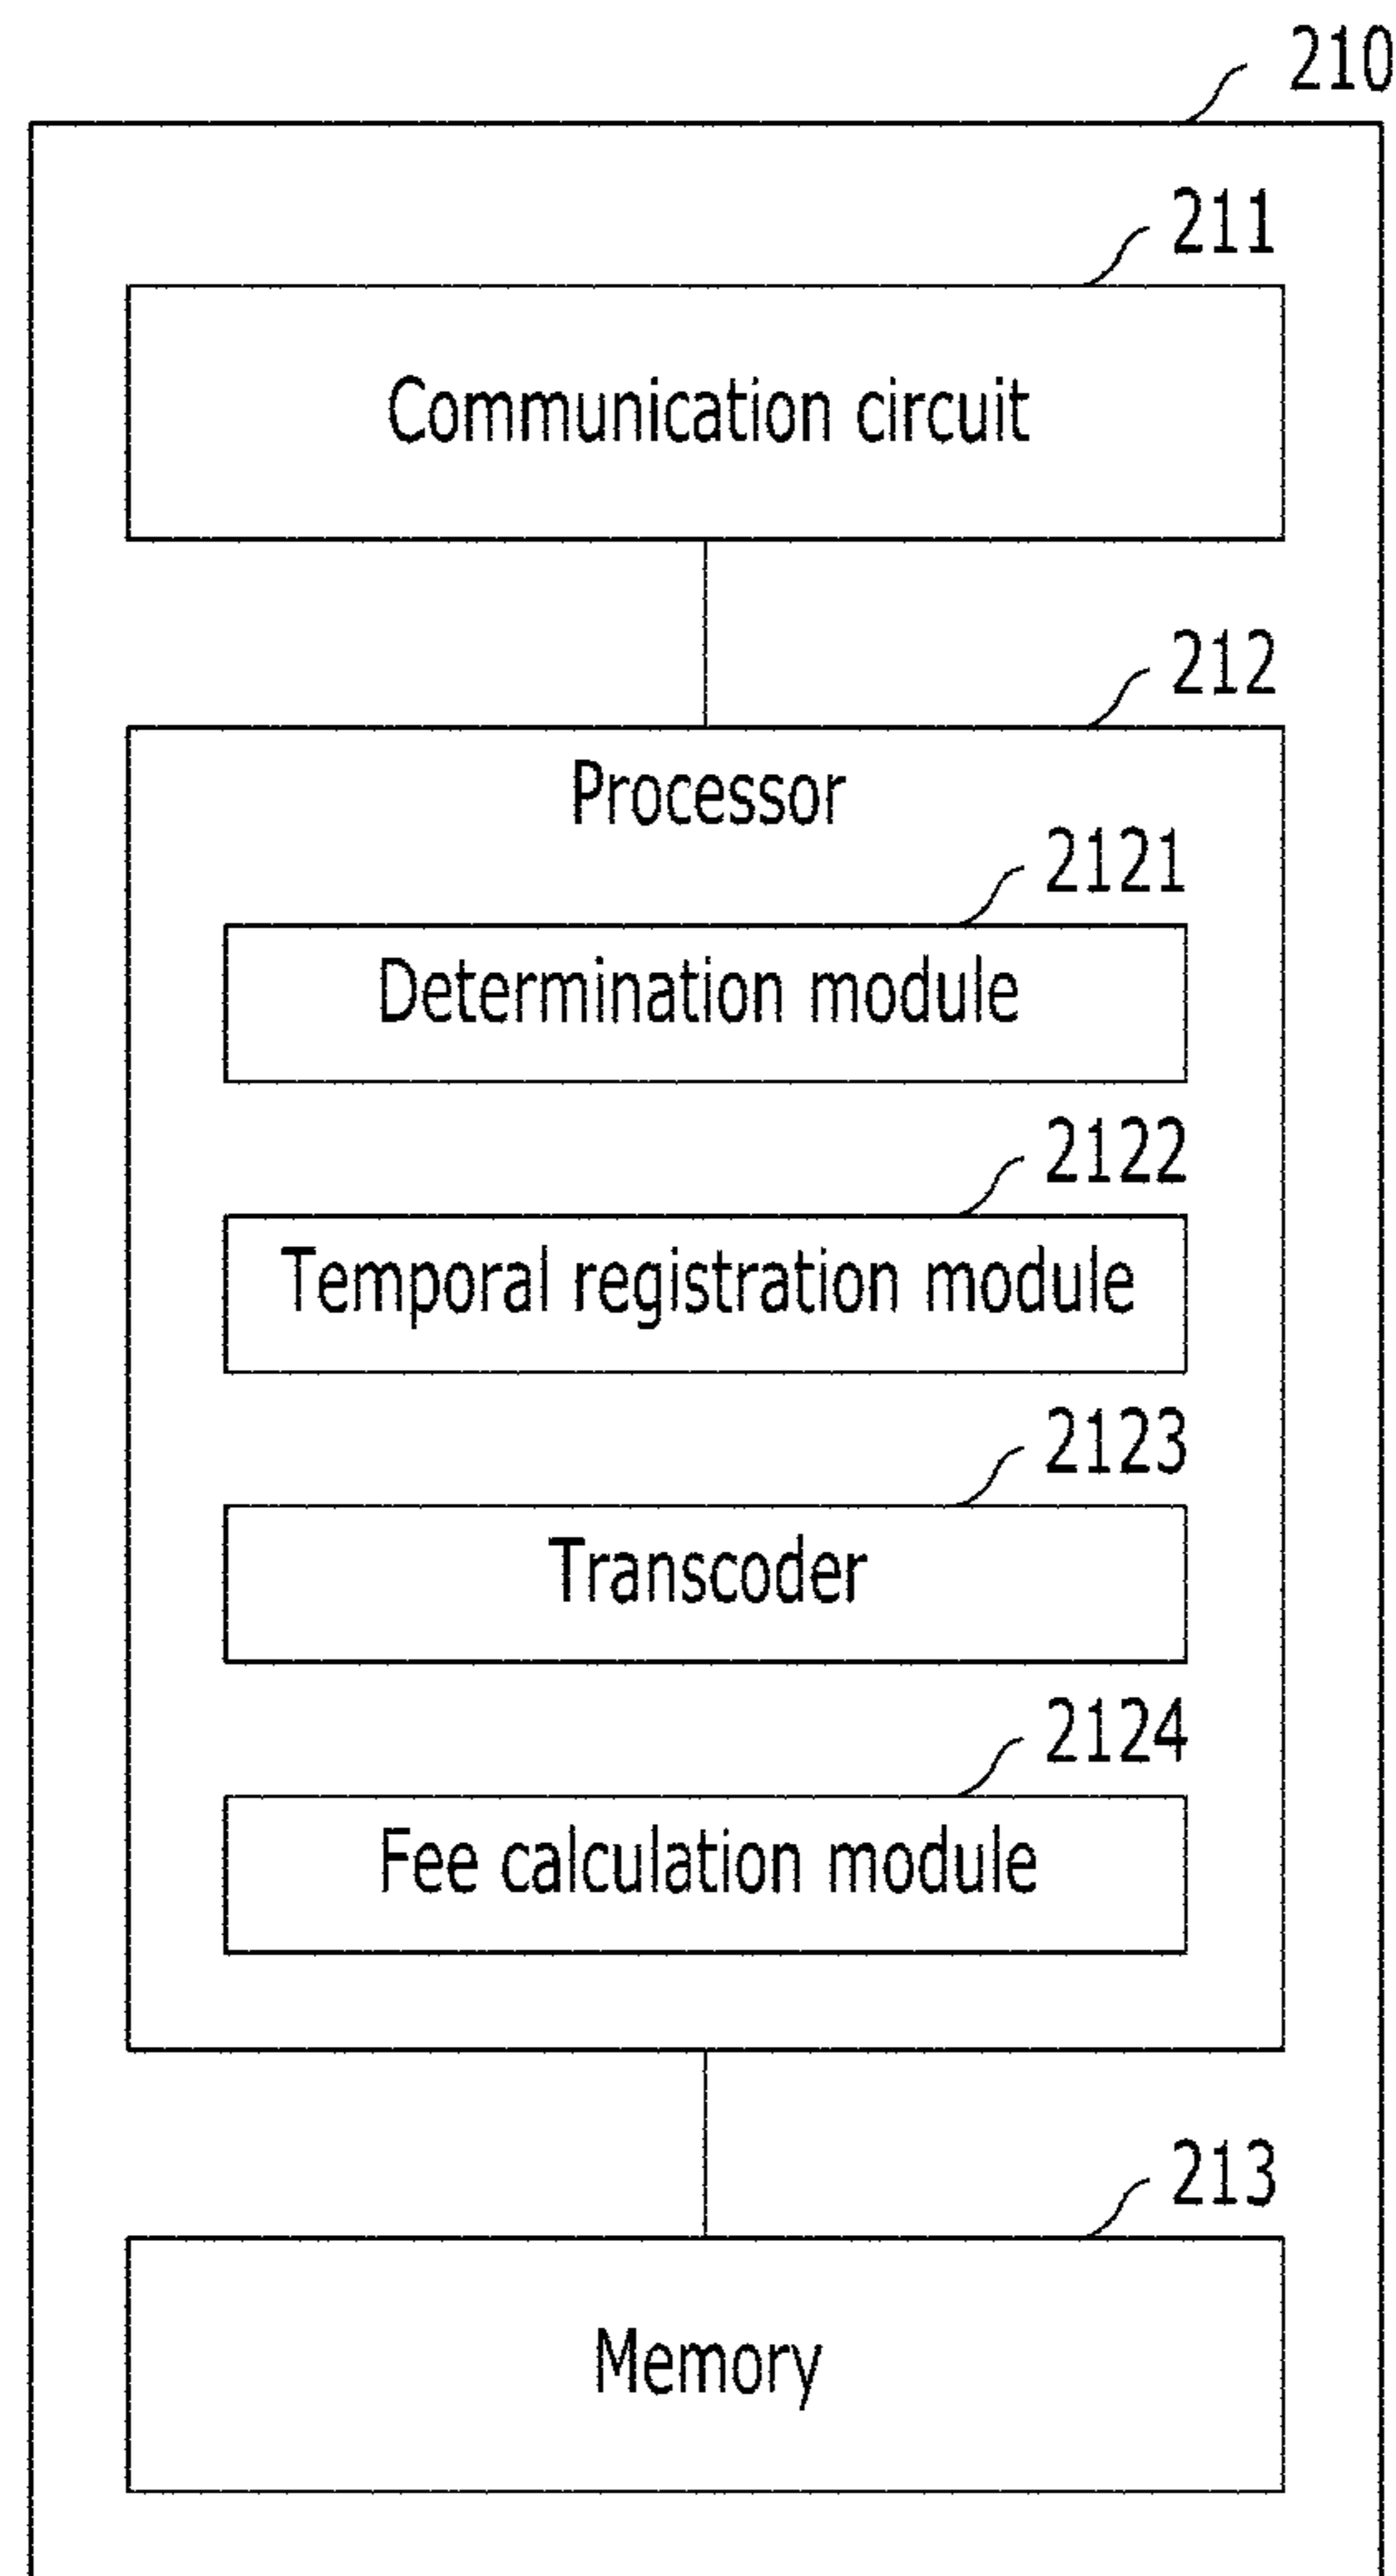 210
211
Communication circuit
212
Processor
2121
Determination module
2122
Temporal registration module
2123
Transcoder
2124
Fee calculation module
213
Memory